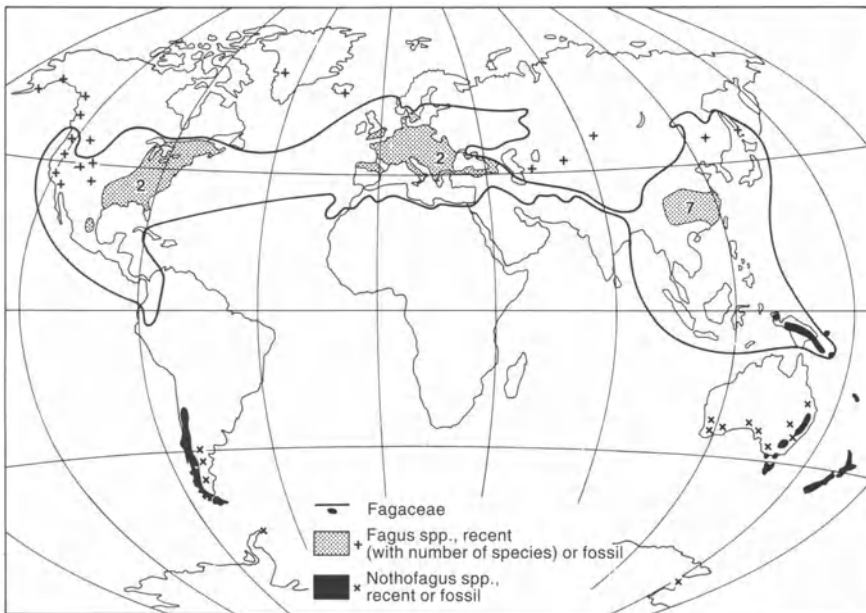 2
2
7
Fagaceae
Fagus spp., recent
(with number of species) or fossil
Nothofagus spp.,
recent or fossil